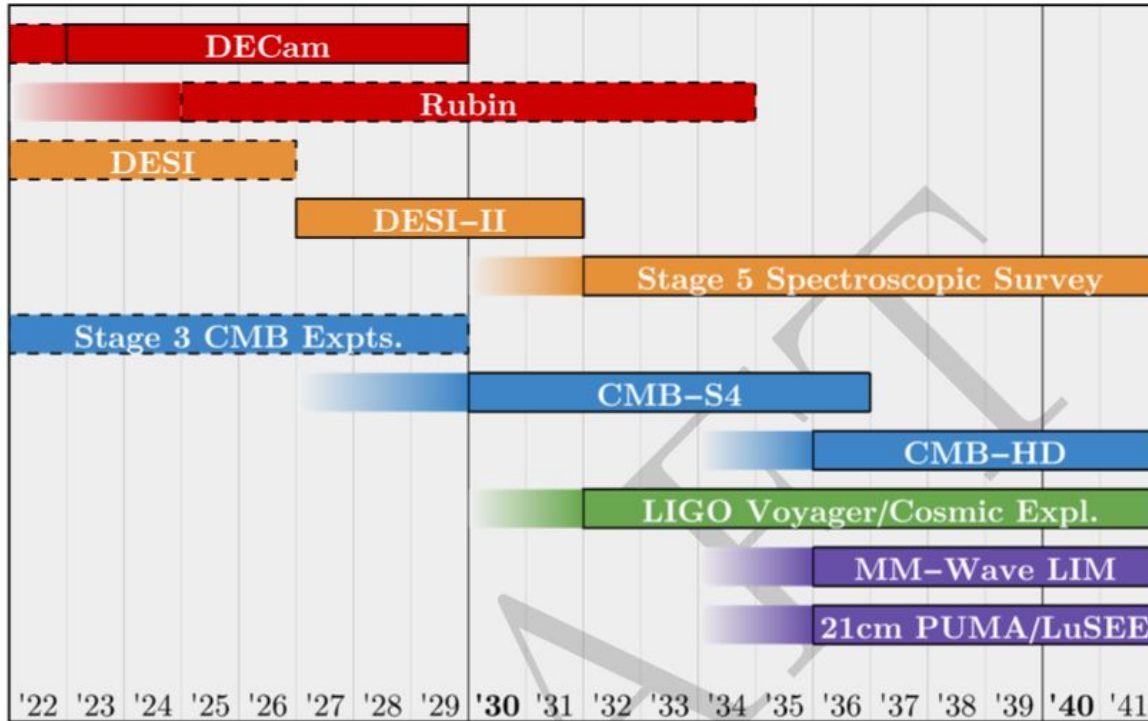 DECam
Rubin
DESI
DESI-II
Stage 5 Spectroscopic Survey
Stage 3 CMB Expts.
CMB-S4
CMB-HD
LIGO Voyager/Cosmic Expl.
MM-Wave LIM
21cm PUMA/LuSEE
'22 '23 '24 '25 '26 '27 '28 '29 '30 '31 '32 '33 '34 '35 '36 '37 '38 '39 '40 '41
AFT